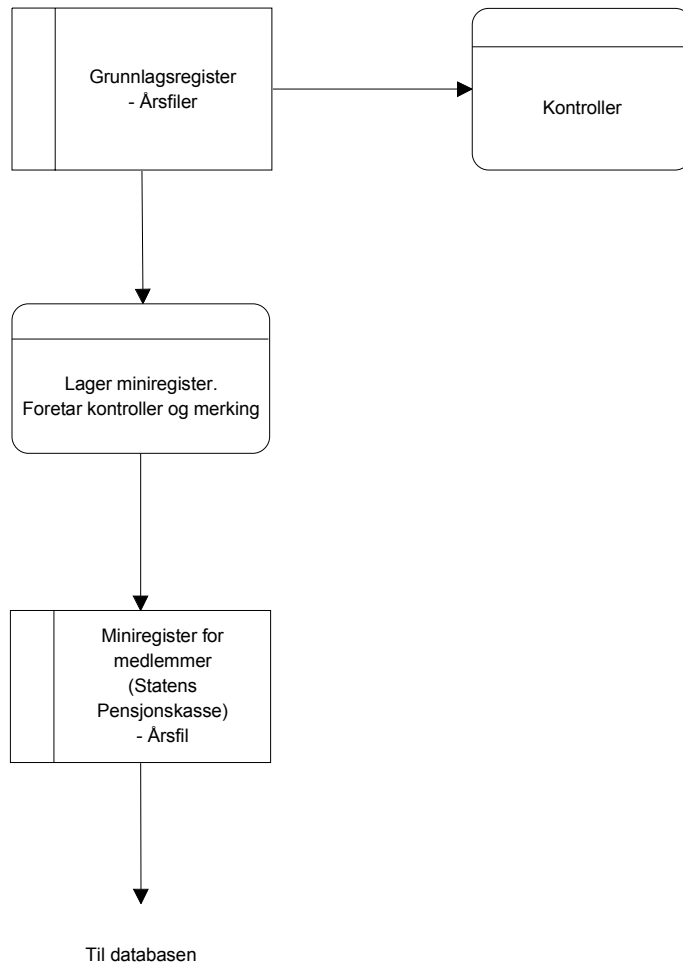 Grunnlagsregister
- Årsfiler
Kontroller
Lager miniregister.
Foretar kontroller og merking
Miniregister for
medlemmer
(Statens
Pensjonskasse)
- Årsfil
Til databasen